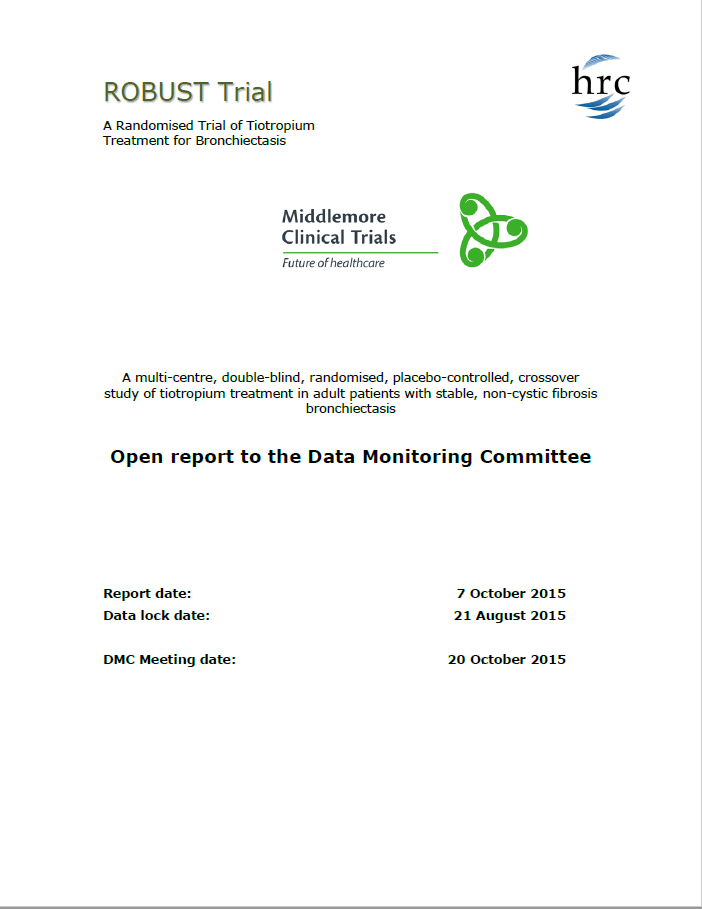 ROBUST Trial
hrc
A Randomised Trial of Tiotropium
Treatment for Bronchiectasis
Middlemore
Clinical Trials
Future of healthcare
A multi-centre, double-blind, randomised, placebo-controlled, crossover
study of tiotropium treatment in adult patients with stable, non-cystic fibrosis
bronchiectasis
Open report to the Data Monitoring Committee
Report date: 7 October 2015
Data lock date: 21 August 2015
DMC Meeting date: 20 October 2015